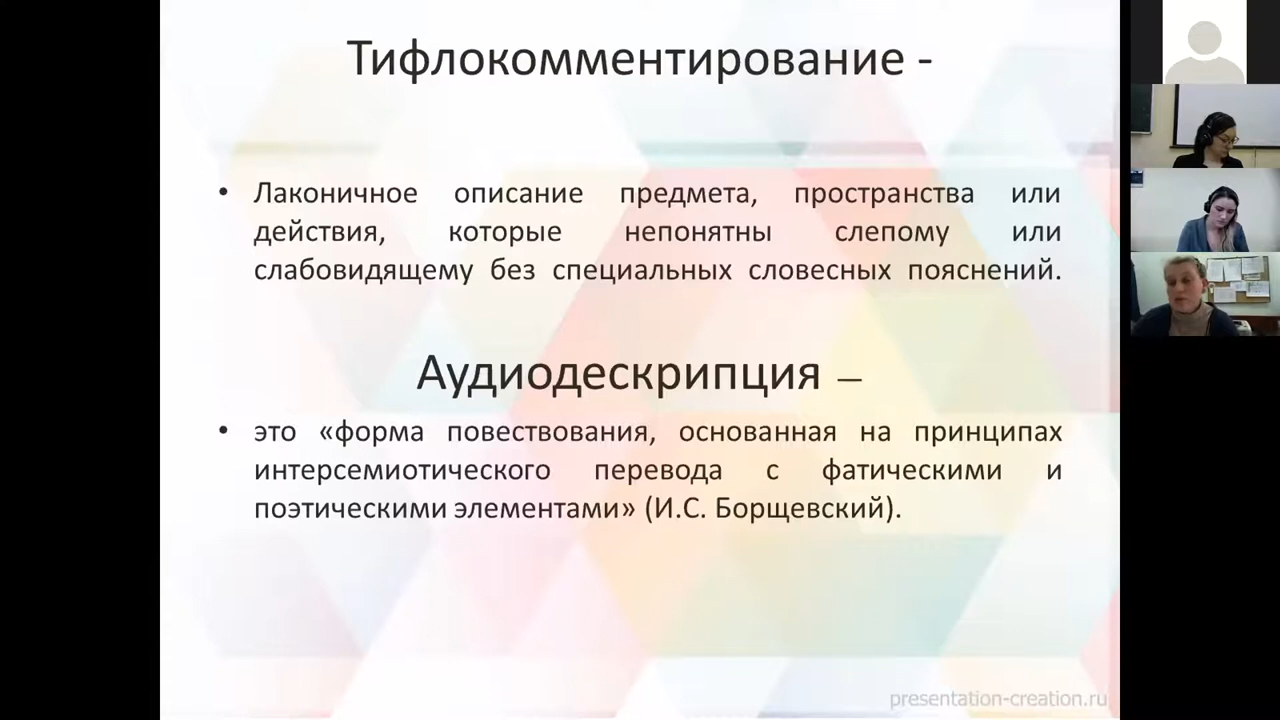 Тифлокомментирование -
• Лаконичное описание предмета, пространства или
действия, которые непонятны слепому или
слабовидящему без специальных словесных пояснений.
Аудиодескрипция –
• это «форма повествования, основанная на принципах
интерсемиотического перевода с фатическими и
поэтическими элементами» (И.С. Борщевский).
presentation-creation.ru